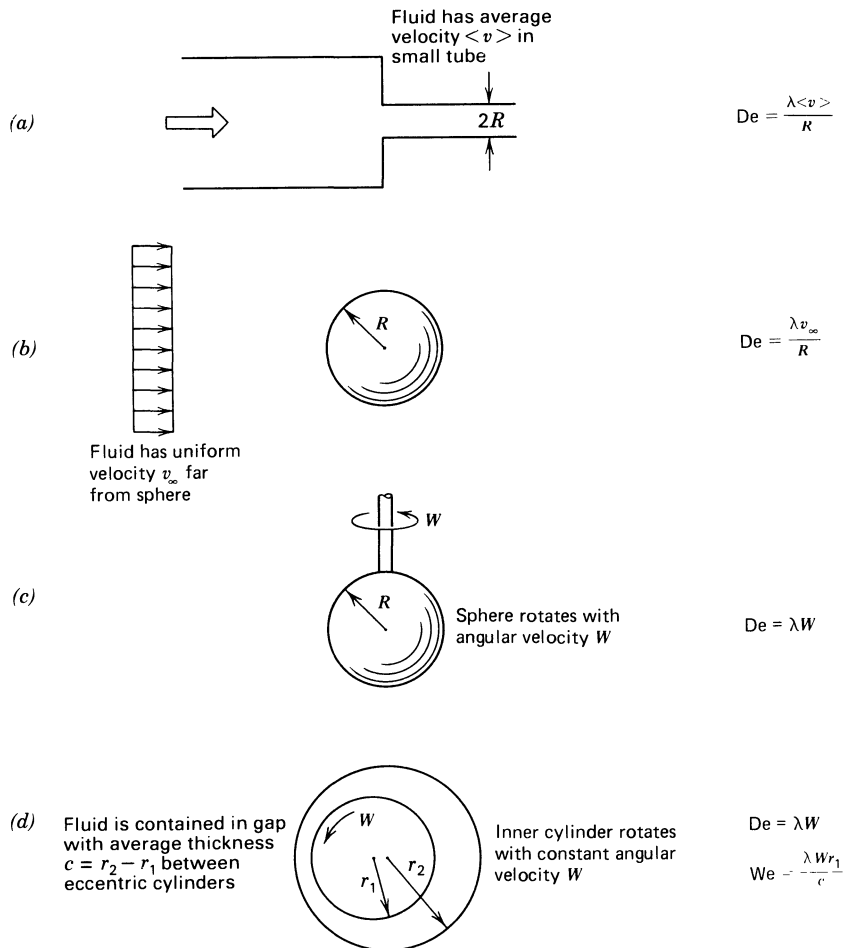 Fluid has average
velocity <v> in
small tube
(a)
2R
De = λ<v>/R
(b)
R
De = λv∞/R
Fluid has uniform
velocity v∞ far
from sphere
W
(c)
R
Sphere rotates with
angular velocity W
De = λW
(d)
Fluid is contained in gap
with average thickness
c = r₂ − r₁ between
eccentric cylinders
W
r₁
r₂
Inner cylinder rotates
with constant angular
velocity W
De = λW
We - λWr₁/c